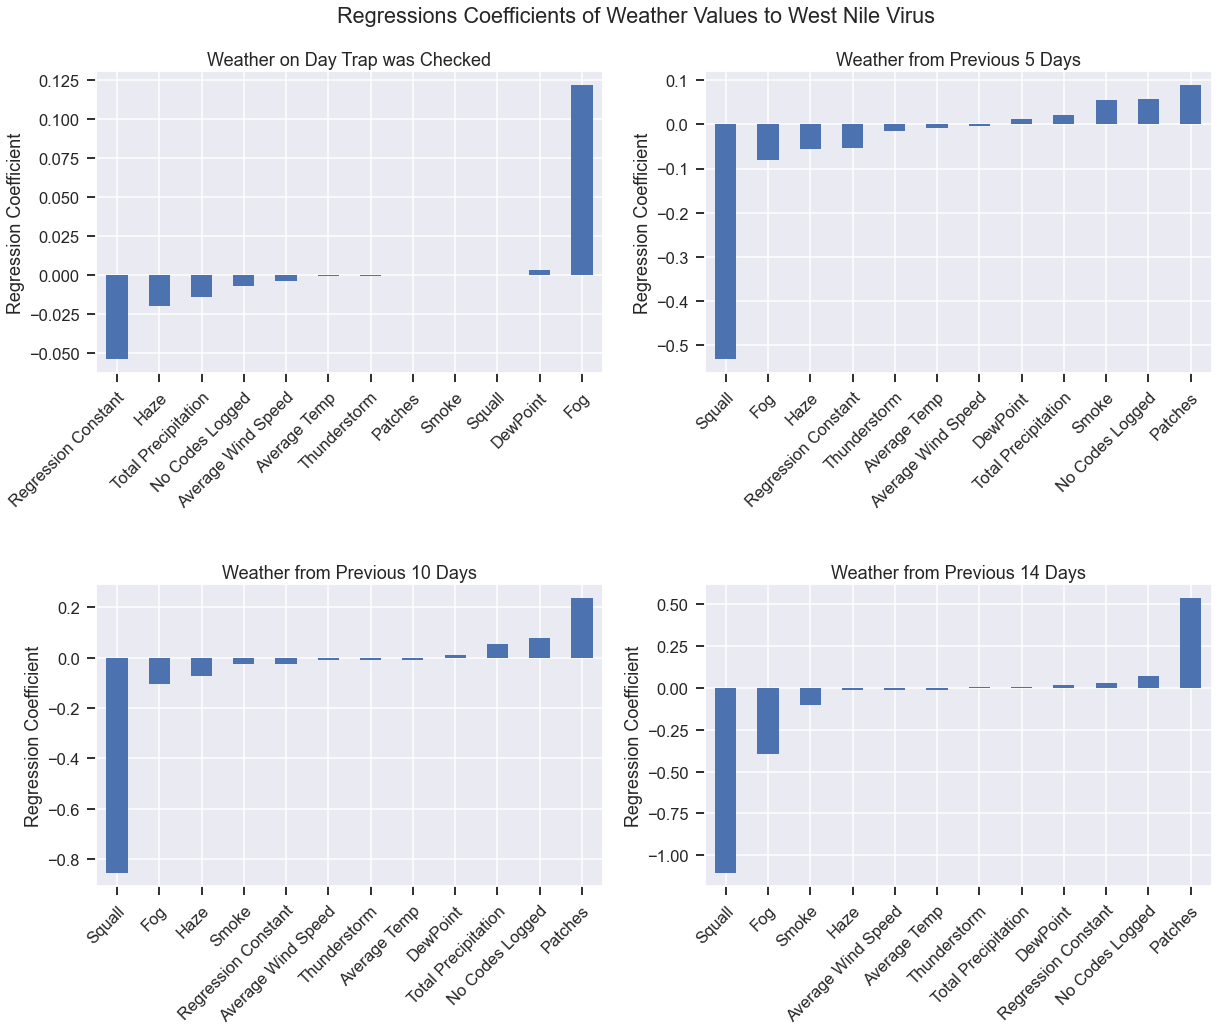 Regressions Coefficients of Weather Values to West Nile Virus
Weather on Day Trap was Checked
Regression Coefficient
0.125
0.100
0.075
0.050
0.025
0.000
−0.025
−0.050
Regression Constant
Haze
Total Precipitation
No Codes Logged
Average Wind Speed
Average Temp
Thunderstorm
Patches
Smoke
Squall
DewPoint
Fog
Weather from Previous 5 Days
Regression Coefficient
0.1
0.0
−0.1
−0.2
−0.3
−0.4
−0.5
Squall
Fog
Haze
Regression Constant
Thunderstorm
Average Temp
Average Wind Speed
DewPoint
Total Precipitation
Smoke
No Codes Logged
Patches
Weather from Previous 10 Days
Regression Coefficient
0.2
0.0
−0.2
−0.4
−0.6
−0.8
Squall
Fog
Haze
Smoke
Regression Constant
Average Wind Speed
Thunderstorm
Average Temp
DewPoint
Total Precipitation
No Codes Logged
Patches
Weather from Previous 14 Days
Regression Coefficient
0.50
0.25
0.00
−0.25
−0.50
−0.75
−1.00
Squall
Fog
Smoke
Haze
Average Wind Speed
Average Temp
Thunderstorm
Total Precipitation
DewPoint
Regression Constant
No Codes Logged
Patches